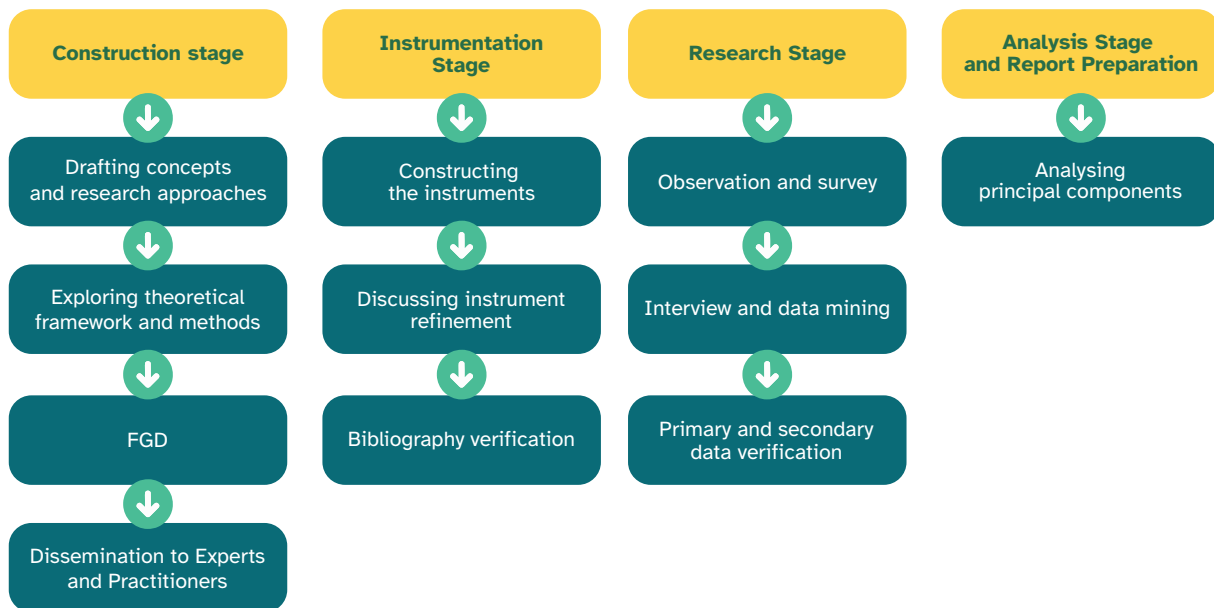 Construction stage
Drafting concepts
and research approaches
Exploring theoretical
framework and methods
FGD
Dissemination to Experts
and Practitioners
Instrumentation
Stage
Constructing
the instruments
Discussing instrument
refinement
Bibliography verification
Research Stage
Observation and survey
Interview and data mining
Primary and secondary
data verification
Analysis Stage
and Report Preparation
Analysing
principal components